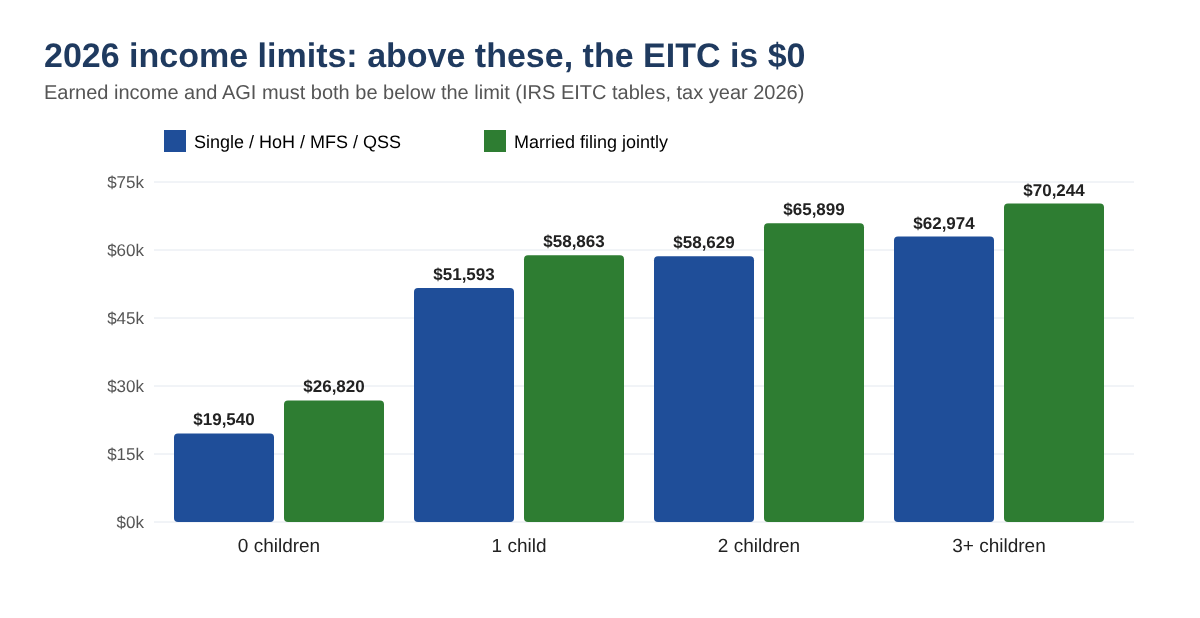 2026 income limits: above these, the EITC is $0
Earned income and AGI must both be below the limit (IRS EITC tables, tax year 2026)
Single / HoH / MFS / QSS
Married filing jointly
$75k
$60k
$45k
$30k
$15k
$0k
$19,540
$26,820
$51,593
$58,863
$58,629
$65,899
$62,974
$70,244
0 children
1 child
2 children
3+ children